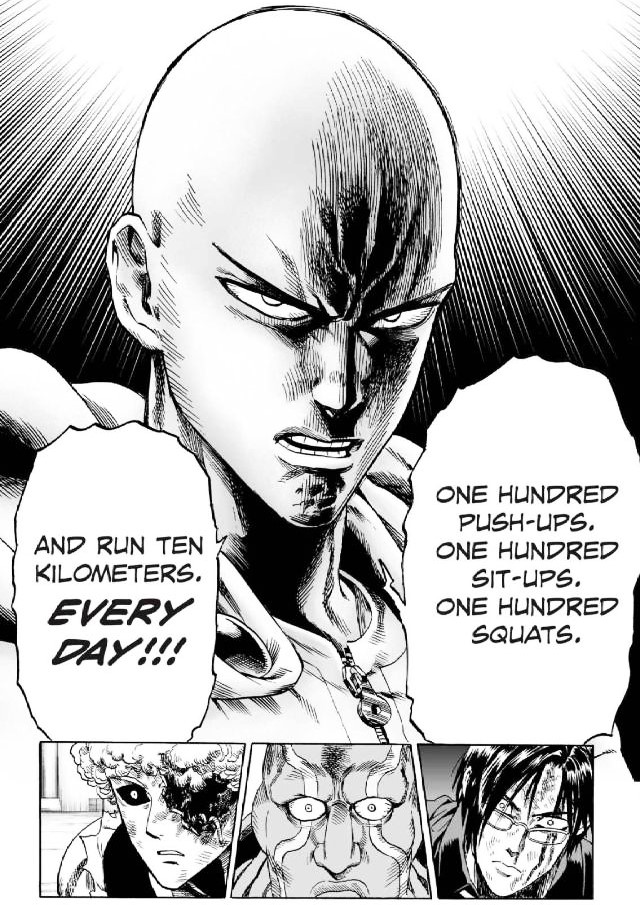 ONE HUNDRED
PUSH-UPS.
ONE HUNDRED
SIT-UPS.
ONE HUNDRED
SQUATS.
AND RUN TEN
KILOMETERS.
EVERY
DAY!!!